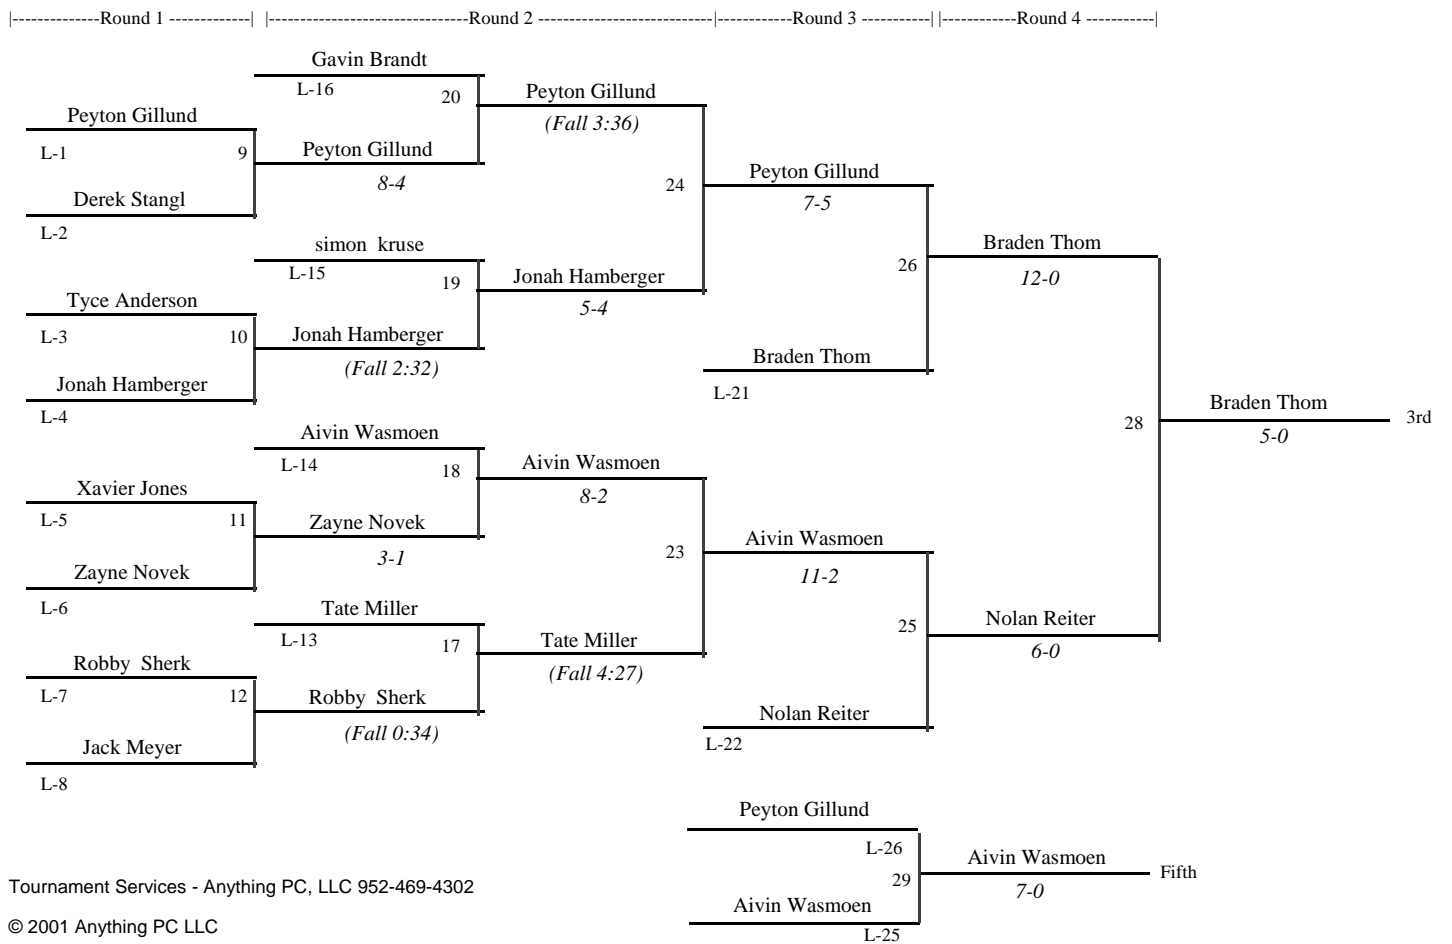 |--------------Round 1 -------------| |--------------------------------Round 2 ----------------------------|------------Round 3 -----------| |------------Round 4 -----------|
Gavin Brandt
L-16
20
Peyton Gillund
(Fall 3:36)
Peyton Gillund
L-1
9
Peyton Gillund
8-4
Derek Stangl
L-2
24
Peyton Gillund
7-5
simon kruse
L-15
19
Jonah Hamberger
5-4
26
Braden Thom
12-0
Tyce Anderson
L-3
10
Jonah Hamberger
(Fall 2:32)
Jonah Hamberger
L-4
Braden Thom
L-21
28
Braden Thom
5-0
3rd
Aivin Wasmoen
L-14
18
Aivin Wasmoen
8-2
Xavier Jones
L-5
11
Zayne Novek
3-1
Zayne Novek
L-6
23
Aivin Wasmoen
11-2
Tate Miller
L-13
17
Tate Miller
(Fall 4:27)
25
Nolan Reiter
6-0
Robby Sherk
L-7
12
Robby Sherk
(Fall 0:34)
Jack Meyer
L-8
Nolan Reiter
L-22
Peyton Gillund
L-26
29
Aivin Wasmoen
7-0
Fifth
Aivin Wasmoen
L-25
Tournament Services - Anything PC, LLC 952-469-4302
© 2001 Anything PC LLC